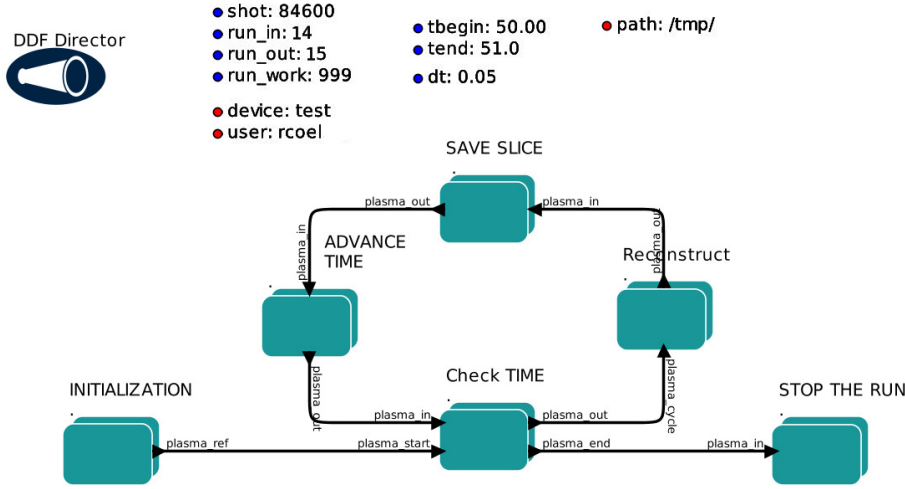 shot: 84600
run_in: 14
run_out: 15
run_work: 999
device: test
user: rcoel
tbegin: 50.00
tend: 51.0
dt: 0.05
path: /tmp/
DDF Director
SAVE SLICE
plasma_out
plasma_in
plasma_in
ADVANCE
TIME
plasma_out
Reconstruct
plasma_out
INITIALIZATION
Check TIME
STOP THE RUN
plasma_out
plasma_in
plasma_out
plasma_cycle
plasma_ref
plasma_start
plasma_end
plasma_in